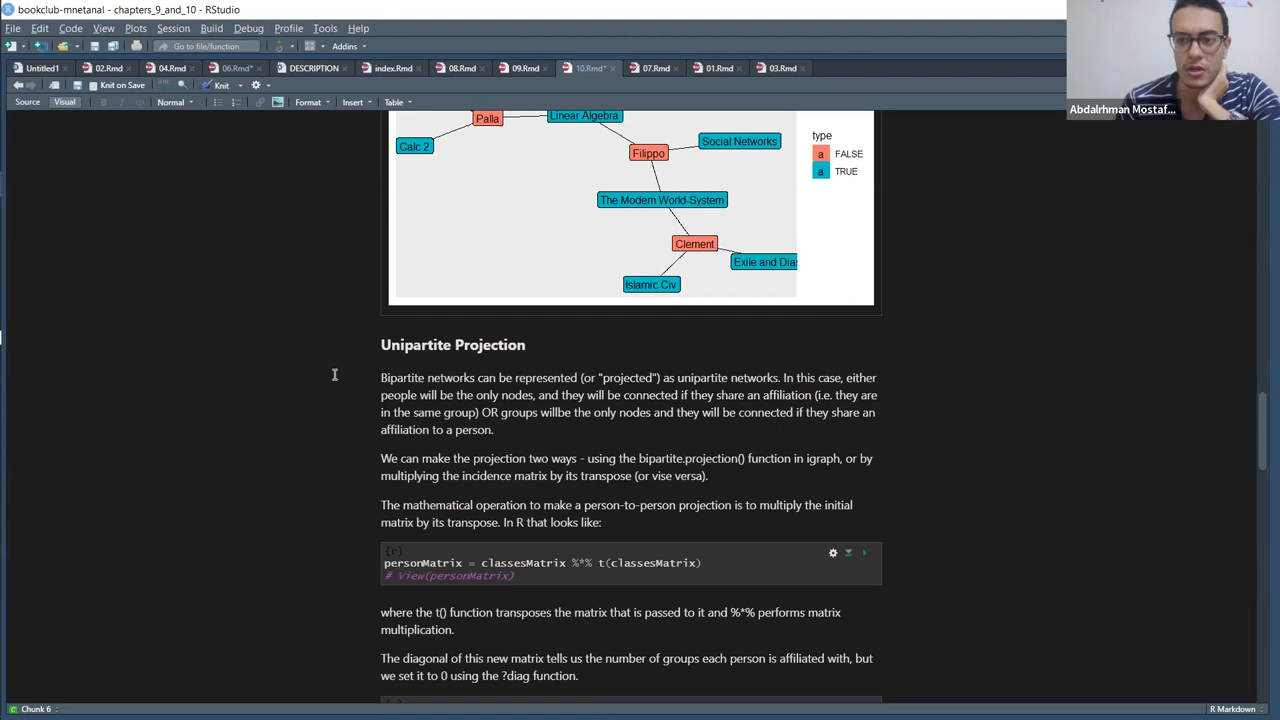 bookclub-mnetanal - chapters_9_and_10 - RStudio
File Edit Code View Plots Session Build Debug Profile Tools Help
Go to file/function Addins
Untitled1 02.Rmd 04.Rmd 06.Rmd* DESCRIPTION index.Rmd 08.Rmd 09.Rmd 10.Rmd* 07.Rmd 01.Rmd 03.Rmd
Knit on Save Knit
Source Visual B I Normal Format Insert Table
Abdalrhman Mostaf...
Palla
Linear Algebra
Calc 2
Filippo
Social Networks
The Modern World-System
Clement
Exile and Dias
Islamic Civ
type
a FALSE
a TRUE
Unipartite Projection
Bipartite networks can be represented (or "projected") as unipartite networks. In this case, either
people will be the only nodes, and they will be connected if they share an affiliation (i.e. they are
in the same group) OR groups willbe the only nodes and they will be connected if they share an
affiliation to a person.
We can make the projection two ways - using the bipartite.projection() function in igraph, or by
multiplying the incidence matrix by its transpose (or vise versa).
The mathematical operation to make a person-to-person projection is to multiply the initial
matrix by its transpose. In R that looks like:
{r}
personMatrix = classesMatrix %*% t(classesMatrix)
# View(personMatrix)
where the t() function transposes the matrix that is passed to it and %*% performs matrix
multiplication.
The diagonal of this new matrix tells us the number of groups each person is affiliated with, but
we set it to 0 using the ?diag function.
Chunk 6
R Markdown